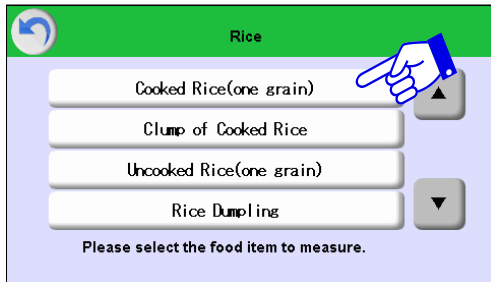 Rice
Cooked Rice(one grain)
Clump of Cooked Rice
Uncooked Rice(one grain)
Rice Dumpling
Please select the food item to measure.